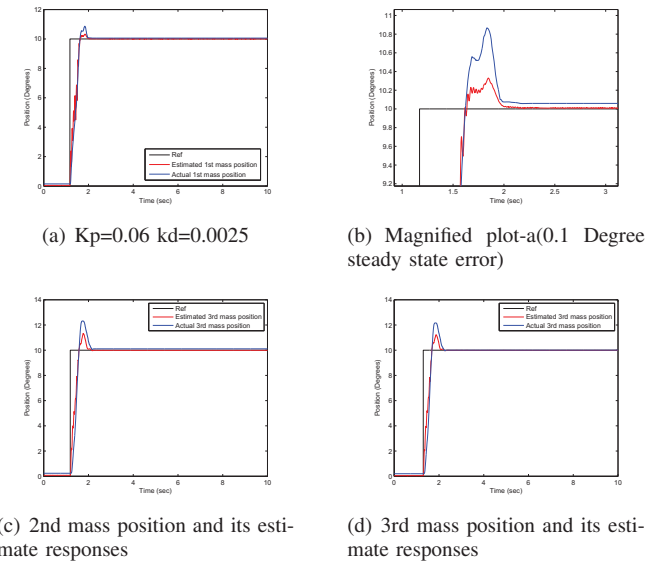 12
10
8
6
4
2
0
Position (Degrees)
Ref
Estimated 1st mass position
Actual 1st mass position
0 2 4 6 8 10
Time (sec)
(a) Kp=0.06 kd=0.0025
11
10.8
10.6
10.4
10.2
10
9.8
9.6
9.4
9.2
Position (Degrees)
1 1.5 2 2.5 3
Time (sec)
(b) Magnified plot-a(0.1 Degree
steady state error)
14
12
10
8
6
4
2
0
Position (Degrees)
Ref
Estimated 3rd mass position
Actual 3rd mass position
0 2 4 6 8 10
Time (sec)
(c) 2nd mass position and its esti-
mate responses
14
12
10
8
6
4
2
0
Position (Degrees)
Ref
Estimated 3rd mass position
Actual 3rd mass position
0 2 4 6 8 10
Time (sec)
(d) 3rd mass position and its esti-
mate responses